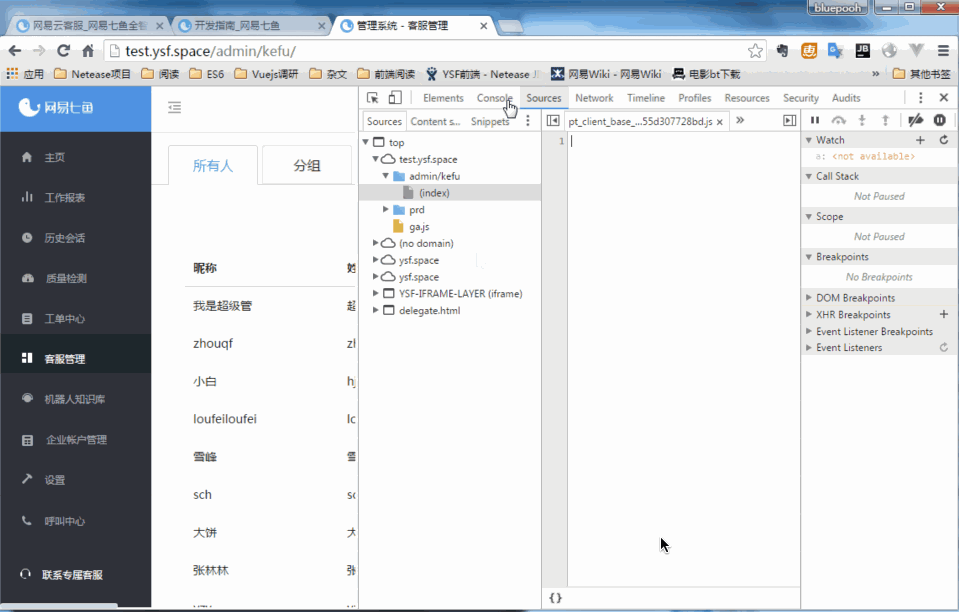 bluepooh
网易云客服_网易七鱼全智
开发指南_网易七鱼
管理系统 - 客服管理
test.ysf.space/admin/kefu/
应用
Netease项目
阅读
ES6
Vuejs调研
杂文
前端阅读
YSF前端 - Netease JI
网易Wiki - 网易Wiki
电影bt下载
»
其他书签
网易七鱼
主页
工作报表
历史会话
质量检测
工单中心
客服管理
机器人知识库
企业帐户管理
设置
呼叫中心
联系专属客服
所有人
分组
昵称
我是超级管
zhouqf
小白
loufeiloufei
雪峰
sch
大饼
张林林
Elements
Console
Sources
Network
Timeline
Profiles
Resources
Security
Audits
Sources
Content s...
Snippets
top
test.ysf.space
admin/kefu
(index)
prd
ga.js
(no domain)
ysf.space
ysf.space
YSF-IFRAME-LAYER (iframe)
delegate.html
pt_client_base_...55d307728bd.js
»
1
{}
Watch
a: <not available>
Call Stack
Not Paused
Scope
Not Paused
Breakpoints
No Breakpoints
DOM Breakpoints
XHR Breakpoints
Event Listener Breakpoints
Event Listeners